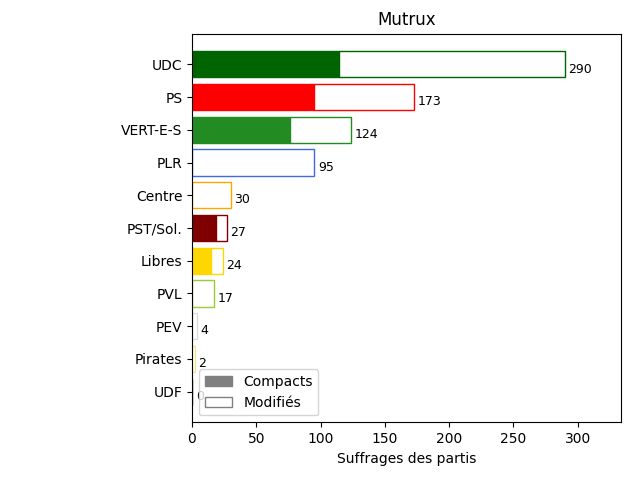 Mutrux
UDC 290
PS 173
VERT-E-S 124
PLR 95
Centre 30
PST/Sol. 27
Libres 24
PVL 17
PEV 4
Pirates 2
UDF 0
Compacts
Modifiés
0 50 100 150 200 250 300
Suffrages des partis